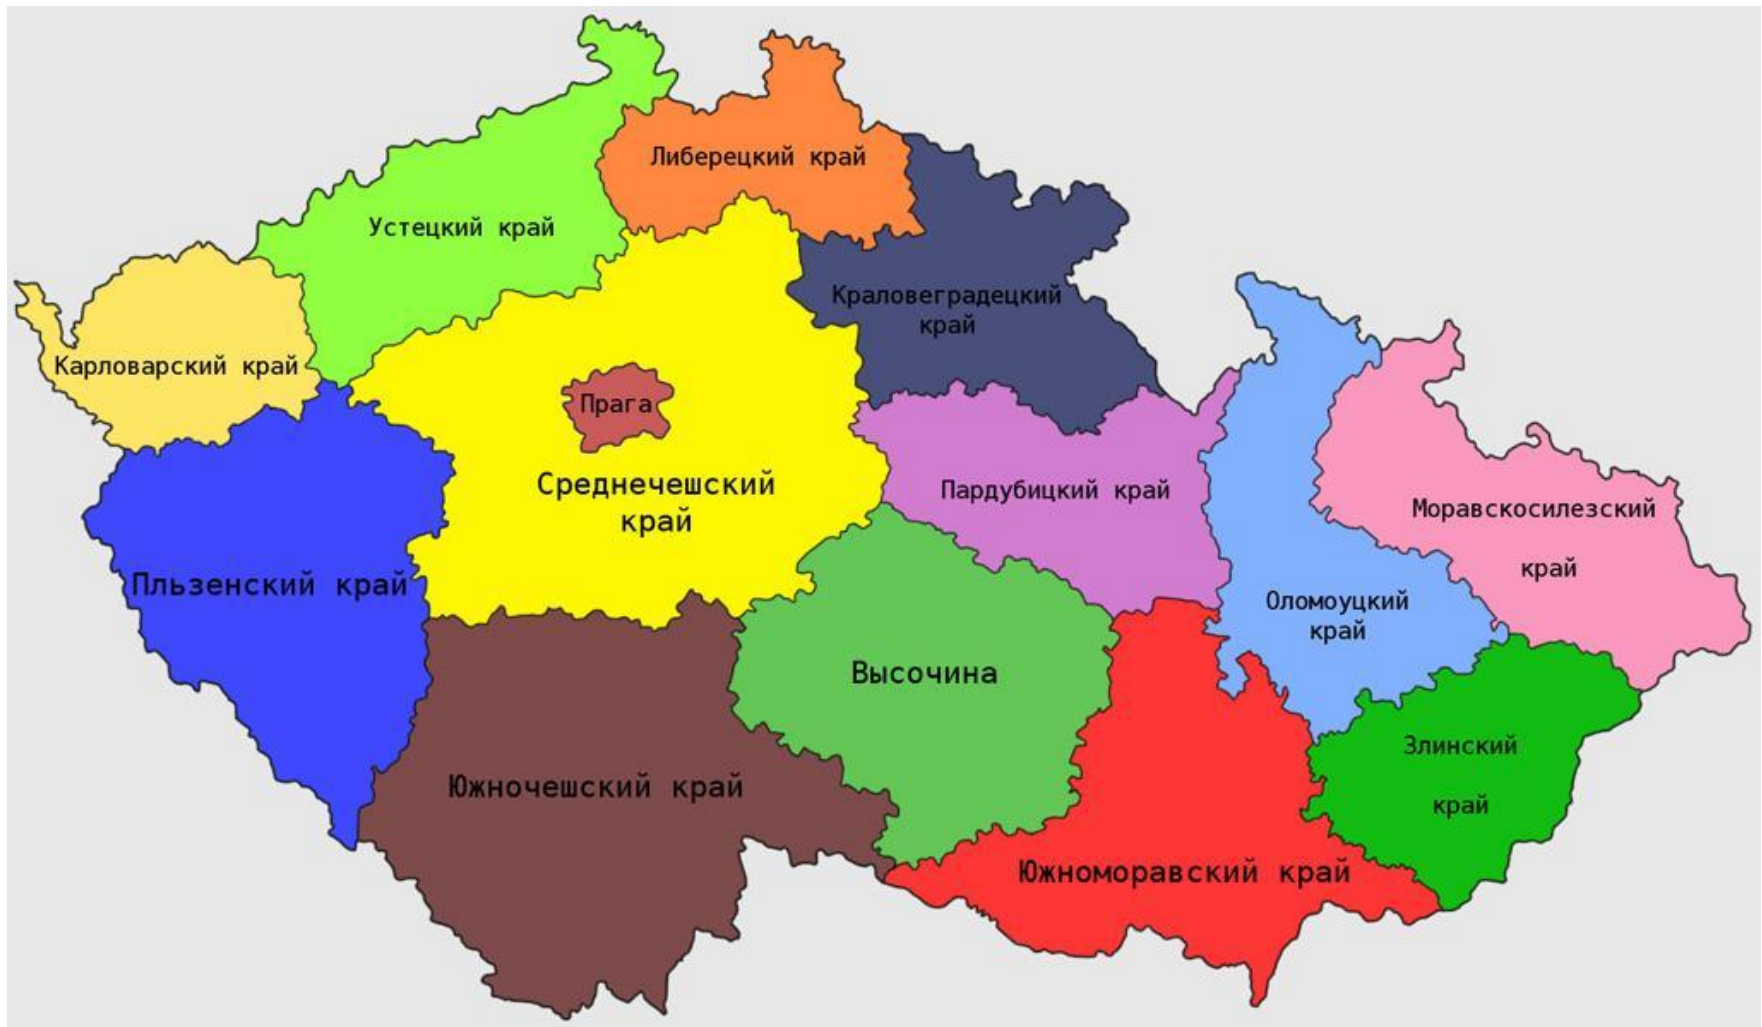 Либерецкий край
Устецкий край
Краловеградецкий
край
Карловарский край
Прага
Среднечешский
край
Пардубицкий край
Моравскосилезский
край
Пльзенский край
Оломоуцкий
край
Высочина
Злинский
край
Южночешский край
Южноморавский край